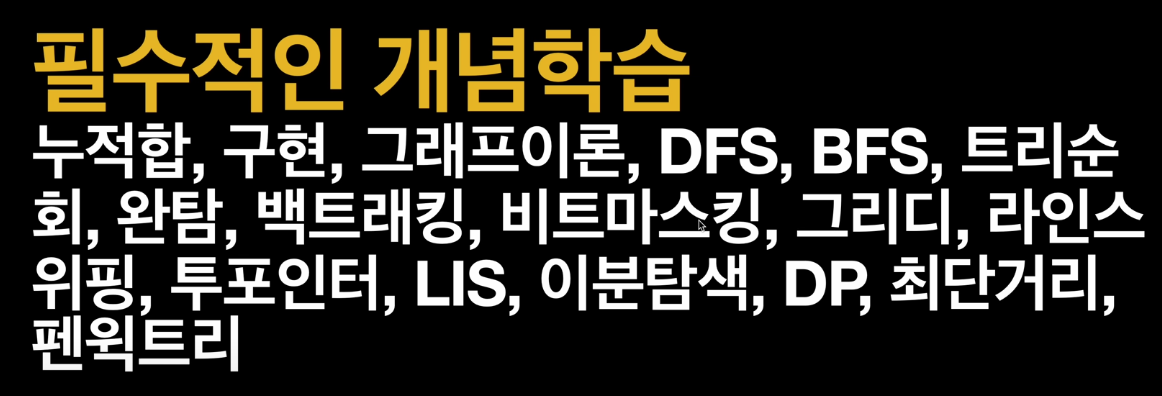 필수적인 개념학습
누적합, 구현, 그래프이론, DFS, BFS, 트리순
회, 완탐, 백트래킹, 비트마스킹, 그리디, 라인스
위핑, 투포인터, LIS, 이분탐색, DP, 최단거리,
펜윅트리